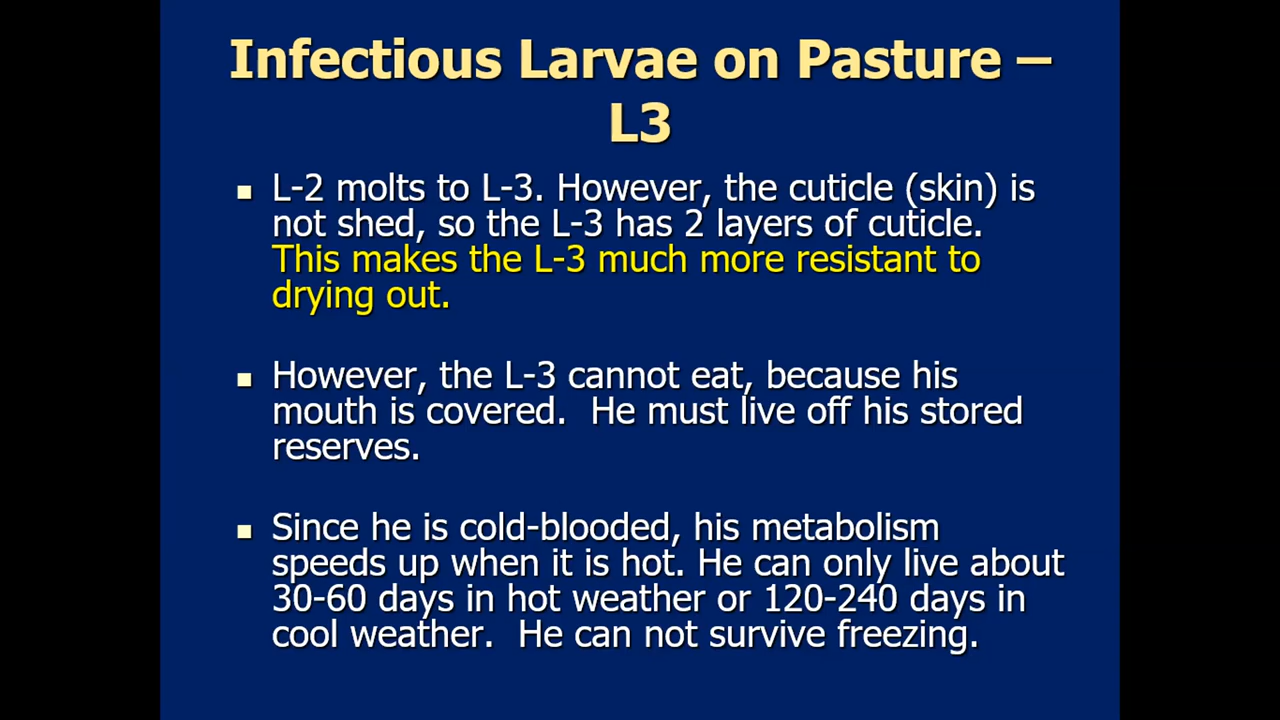 Infectious Larvae on Pasture –
L3
▪ L-2 molts to L-3. However, the cuticle (skin) is
not shed, so the L-3 has 2 layers of cuticle.
This makes the L-3 much more resistant to
drying out.
▪ However, the L-3 cannot eat, because his
mouth is covered.  He must live off his stored
reserves.
▪ Since he is cold-blooded, his metabolism
speeds up when it is hot. He can only live about
30-60 days in hot weather or 120-240 days in
cool weather.  He can not survive freezing.